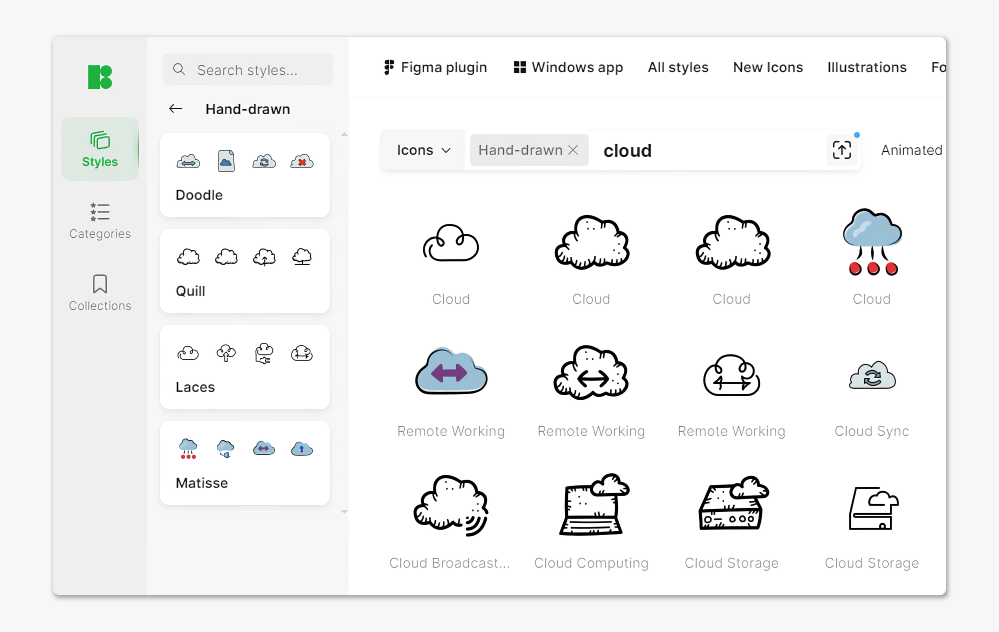 Styles
Categories
Collections
Search styles...
Hand-drawn
Doodle
Quill
Laces
Matisse
Figma plugin Windows app All styles New Icons Illustrations Fo
Icons Hand-drawn cloud Animated
Cloud Cloud Cloud Cloud
Remote Working Remote Working Remote Working Cloud Sync
Cloud Broadcast... Cloud Computing Cloud Storage Cloud Storage